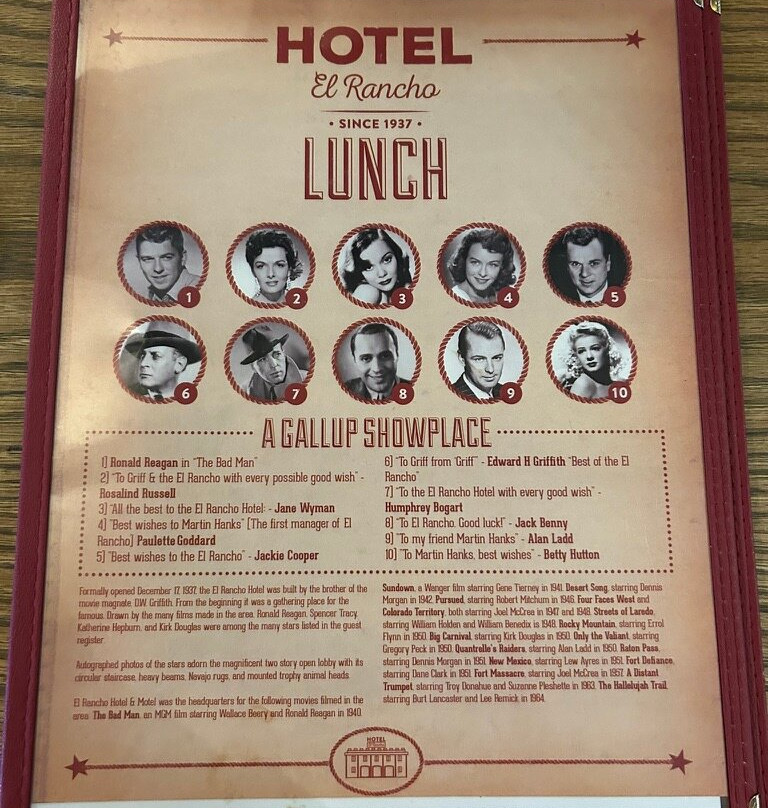 HOTEL
El Rancho
• SINCE 1937 •
LUNCH
1
2
3
4
5
6
7
8
9
10
A GALLUP SHOWPLACE
1] Ronald Reagan in "The Bad Man"
2] "To Griff & the El Rancho with every possible good wish" -
Rosalind Russell
3] "All the best to the El Rancho Hotel: - Jane Wyman
4] "Best wishes to Martin Hanks" [The first manager of El
Rancho] Paulette Goddard
5] "Best wishes to the El Rancho" - Jackie Cooper
6] "To Griff from 'Griff'" - Edward H Griffith "Best of the El
Rancho"
7] "To the El Rancho Hotel with every good wish" -
Humphrey Bogart
8] "To El Rancho. Good luck!" - Jack Benny
9] "To my friend Martin Hanks" - Alan Ladd
10] "To Martin Hanks, best wishes" - Betty Hutton
Formally opened December 17, 1937, the El Rancho Hotel was built by the brother of the
movie magnate, D.W. Griffith. From the beginning it was a gathering place for the
famous. Drawn by the many films made in the area. Ronald Reagan, Spencer Tracy,
Katherine Hepburn, and Kirk Douglas were among the many stars listed in the guest
register.
Autographed photos of the stars adorn the magnificent two story open lobby with its
circular staircase, heavy beams, Navajo rugs, and mounted trophy animal heads.
El Rancho Hotel & Motel was the headquarters for the following movies filmed in the
area: The Bad Man, an MGM film starring Wallace Beery and Ronald Reagan in 1940.
Sundown, a Wanger film starring Gene Tierney in 1941. Desert Song, starring Dennis
Morgan in 1942. Pursued, starring Robert Mitchum in 1946. Four Faces West and
Colorado Territory, both starring Joel McCrea in 1947 and 1948. Streets of Laredo,
starring William Holden and William Benedix in 1948. Rocky Mountain, starring Errol
Flynn in 1950. Big Carnival, starring Kirk Douglas in 1950. Only the Valiant, starring
Gregory Peck in 1950. Quantrelle's Raiders, starring Alan Ladd in 1950. Raton Pass,
starring Dennis Morgan in 1951. New Mexico, starring Lew Ayres in 1951. Fort Defiance,
starring Dane Clark in 1951. Fort Massacre, starring Joel McCrea in 1957. A Distant
Trumpet, starring Troy Donahue and Suzanne Pleshette in 1963. The Hallejujah Trail,
starring Burt Lancaster and Lee Remick in 1964.
HOTEL